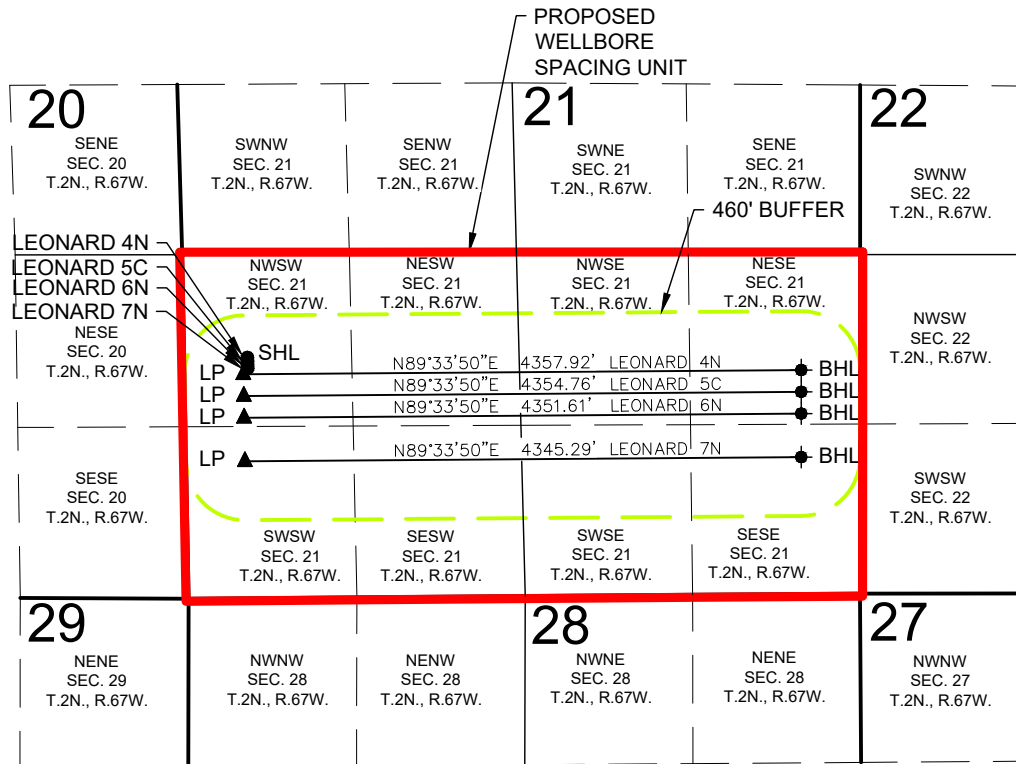 PROPOSED
WELLBORE
SPACING UNIT
20
21
22
SENE
SEC. 20
T.2N., R.67W.
SWNW
SEC. 21
T.2N., R.67W.
SENW
SEC. 21
T.2N., R.67W.
SWNE
SEC. 21
T.2N., R.67W.
SENE
SEC. 21
T.2N., R.67W.
SWNW
SEC. 22
T.2N., R.67W.
460' BUFFER
LEONARD 4N
LEONARD 5C
LEONARD 6N
LEONARD 7N
NWSW
SEC. 21
T.2N., R.67W.
NESW
SEC. 21
T.2N., R.67W.
NWSE
SEC. 21
T.2N., R.67W.
NESE
SEC. 21
T.2N., R.67W.
NESE
SEC. 20
T.2N., R.67W.
NWSW
SEC. 22
T.2N., R.67W.
SHL
LP N89°33'50"E 4357.92' LEONARD 4N BHL
LP N89°33'50"E 4354.76' LEONARD 5C BHL
LP N89°33'50"E 4351.61' LEONARD 6N BHL
LP N89°33'50"E 4345.29' LEONARD 7N BHL
SESE
SEC. 20
T.2N., R.67W.
SWSW
SEC. 22
T.2N., R.67W.
SWSW
SEC. 21
T.2N., R.67W.
SESW
SEC. 21
T.2N., R.67W.
SWSE
SEC. 21
T.2N., R.67W.
SESE
SEC. 21
T.2N., R.67W.
29
28
27
NENE
SEC. 29
T.2N., R.67W.
NWNW
SEC. 28
T.2N., R.67W.
NENW
SEC. 28
T.2N., R.67W.
NWNE
SEC. 28
T.2N., R.67W.
NENE
SEC. 28
T.2N., R.67W.
NWNW
SEC. 27
T.2N., R.67W.